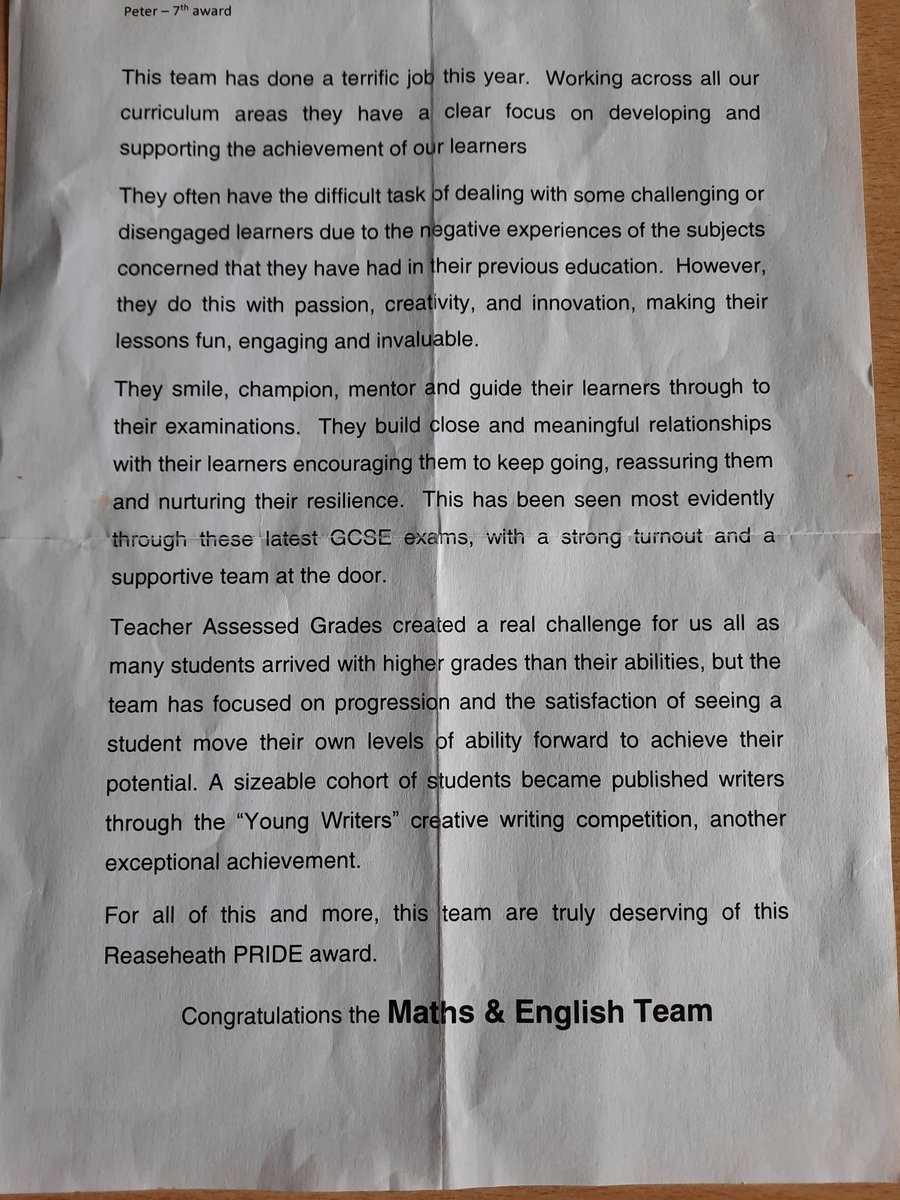 Peter – 7th award
This team has done a terrific job this year. Working across all our
curriculum areas they have a clear focus on developing and
supporting the achievement of our learners
They often have the difficult task of dealing with some challenging or
disengaged learners due to the negative experiences of the subjects
concerned that they have had in their previous education. However,
they do this with passion, creativity, and innovation, making their
lessons fun, engaging and invaluable.
They smile, champion, mentor and guide their learners through to
their examinations. They build close and meaningful relationships
with their learners encouraging them to keep going, reassuring them
and nurturing their resilience. This has been seen most evidently
through these latest GCSE exams, with a strong turnout and a
supportive team at the door.
Teacher Assessed Grades created a real challenge for us all as
many students arrived with higher grades than their abilities, but the
team has focused on progression and the satisfaction of seeing a
student move their own levels of ability forward to achieve their
potential. A sizeable cohort of students became published writers
through the “Young Writers” creative writing competition, another
exceptional achievement.
For all of this and more, this team are truly deserving of this
Reaseheath PRIDE award.
Congratulations the Maths & English Team